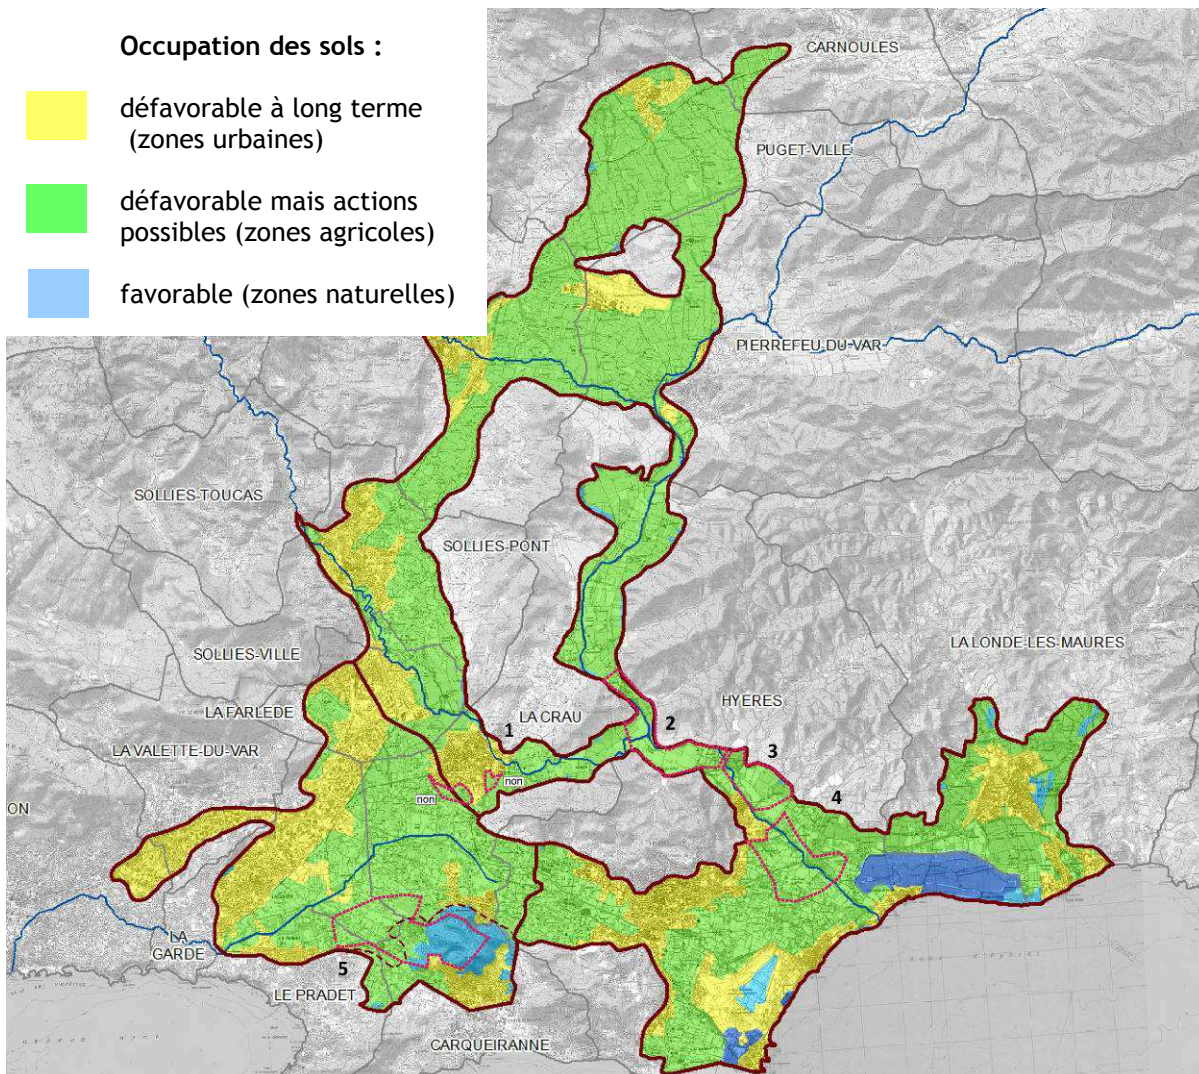 Occupation des sols :
défavorable à long terme
(zones urbaines)
défavorable mais actions
possibles (zones agricoles)
favorable (zones naturelles)
CARNOULES
PUGET-VILLE
PIERREFEU-DU-VAR
SOLLIES-TOUCAS
SOLLIES-PONT
SOLLIES-VILLE
LA LONDE-LES-MAURES
LA FARLEDE
LA CRAU
HYERES
1
2
3
4
LA VALETTE-DU-VAR
non
non
ON
LA
GARDE
5
LE PRADET
CARQUEIRANNE